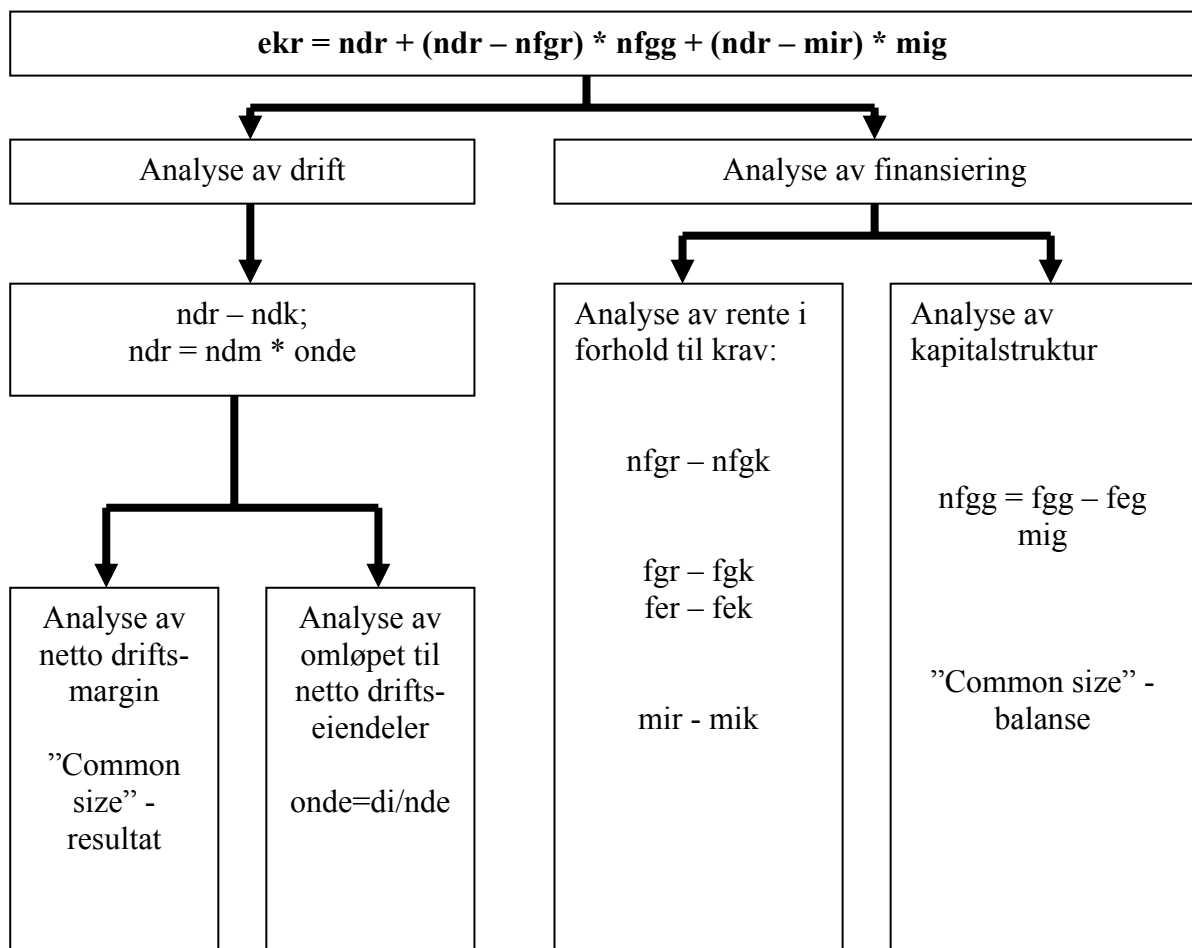 ekr = ndr + (ndr – nfgr) * nfgg + (ndr – mir) * mig
Analyse av drift
Analyse av finansiering
ndr – ndk;
ndr = ndm * onde
Analyse av rente i
forhold til krav:
nfgr – nfgk
fgr – fgk
fer – fek
mir - mik
Analyse av
kapitalstruktur
nfgg = fgg – feg
mig
”Common size” -
balanse
Analyse av
netto drifts-
margin
”Common
size” -
resultat
Analyse av
omløpet til
netto drifts-
eiendeler
onde=di/nde